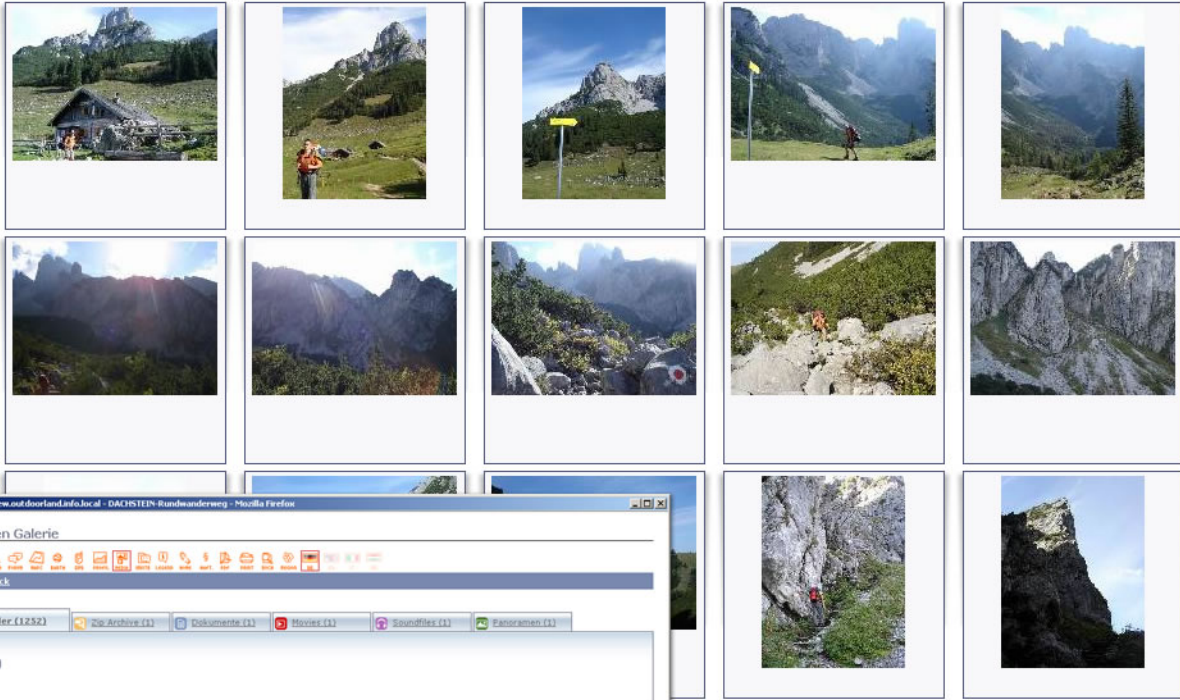 ew.outdoorland.info.local - DACHSTEIN-Rundwanderweg - Mozilla Firefox
en Galerie
ck
ler (1252) Zip Archive (1) Dokumente (1) Movies (1) Soundfiles (1) Panoramen (1)
)